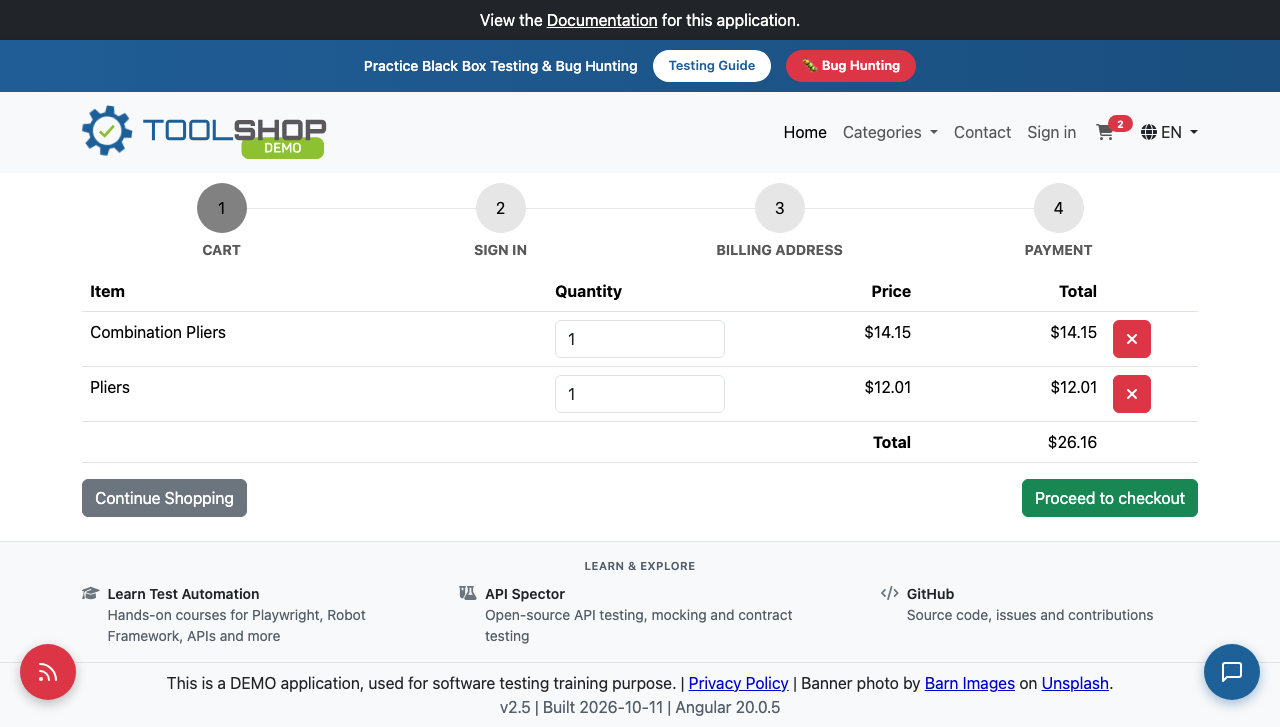 View the Documentation for this application.
Practice Black Box Testing & Bug Hunting Testing Guide 🐛 Bug Hunting
TOOLSHOP
DEMO
Home Categories Contact Sign in 2 EN
1 2 3 4
CART SIGN IN BILLING ADDRESS PAYMENT
Item Quantity Price Total
Combination Pliers 1 $14.15 $14.15
Pliers 1 $12.01 $12.01
Total $26.16
Continue Shopping Proceed to checkout
LEARN & EXPLORE
Learn Test Automation
Hands-on courses for Playwright, Robot
Framework, APIs and more
API Spector
Open-source API testing, mocking and contract
testing
GitHub
Source code, issues and contributions
This is a DEMO application, used for software testing training purpose. | Privacy Policy | Banner photo by Barn Images on Unsplash.
v2.5 | Built 2026-10-11 | Angular 20.0.5